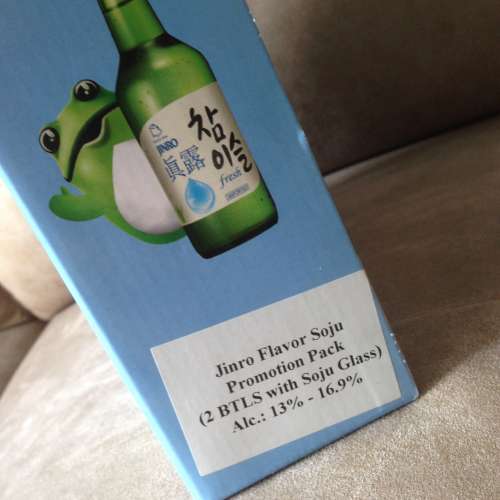 JINRO
참
이슬
眞露
fresh
Jinro Flavor Soju
Promotion Pack
(2 BTLS with Soju Glass)
Alc.: 13% - 16.9%